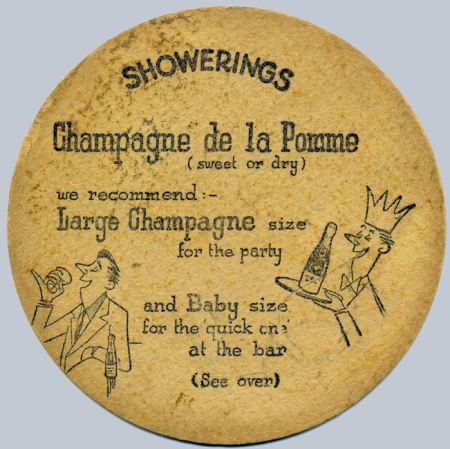 SHOWERINGS
Champagne de la Pomme
(sweet or dry)
we recommend :-
Large Champagne size
for the party
and Baby size
for the quick one
at the bar
(See over)